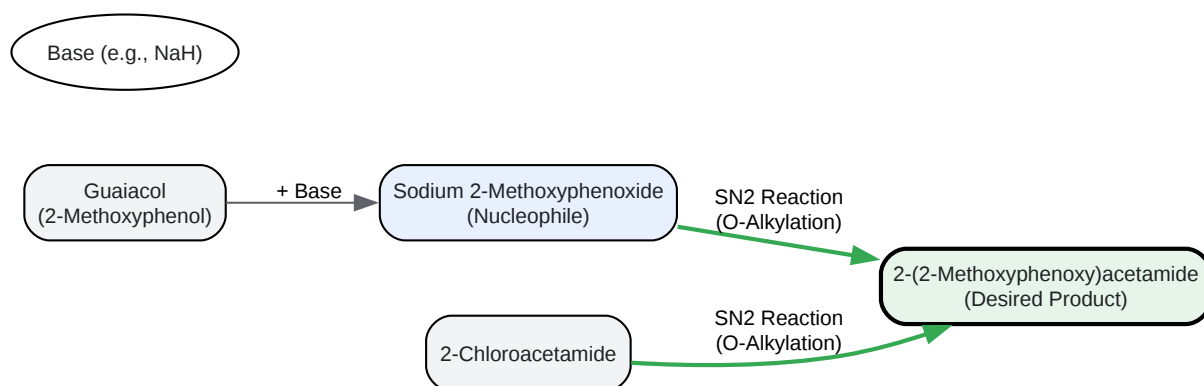 Base (e.g., NaH)
Guaiacol
(2-Methoxyphenol)
+ Base
Sodium 2-Methoxyphenoxide
(Nucleophile)
SN2 Reaction
(O-Alkylation)
2-(2-Methoxyphenoxy)acetamide
(Desired Product)
2-Chloroacetamide
SN2 Reaction
(O-Alkylation)